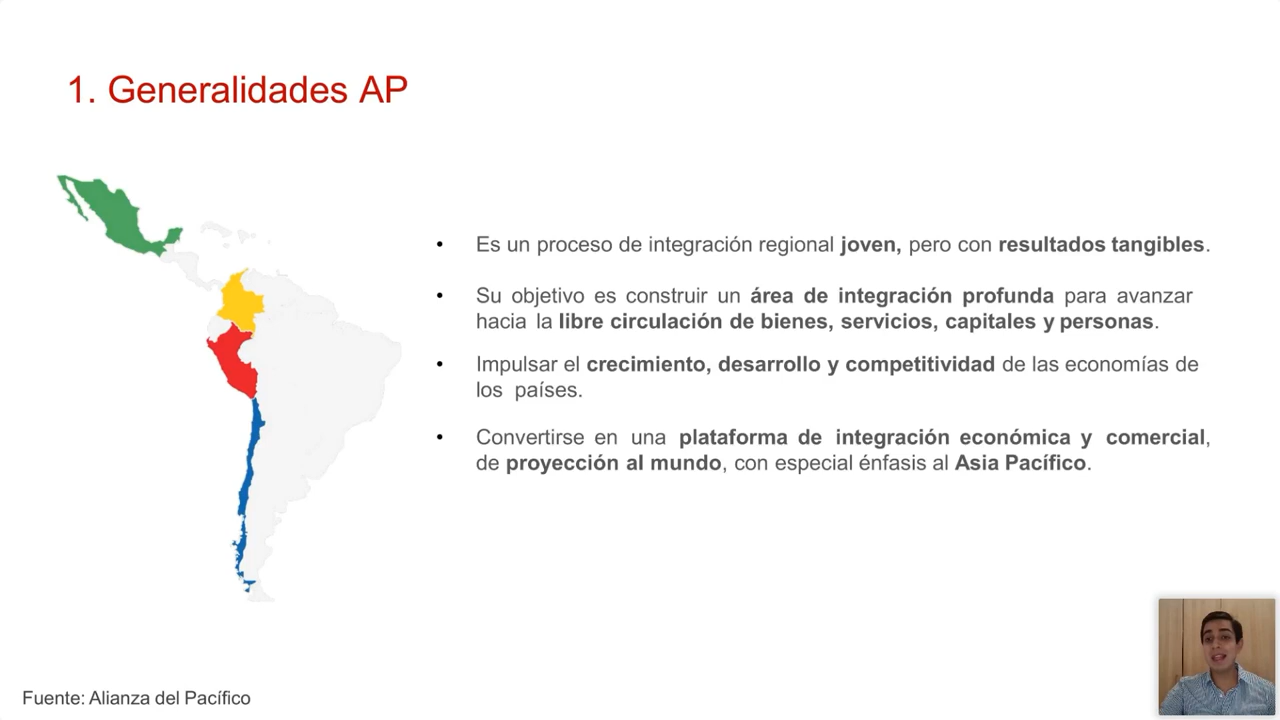 1. Generalidades AP
• Es un proceso de integración regional joven, pero con resultados tangibles.
• Su objetivo es construir un área de integración profunda para avanzar
hacia la libre circulación de bienes, servicios, capitales y personas.
• Impulsar el crecimiento, desarrollo y competitividad de las economías de
los países.
• Convertirse en una plataforma de integración económica y comercial,
de proyección al mundo, con especial énfasis al Asia Pacífico.
Fuente: Alianza del Pacífico